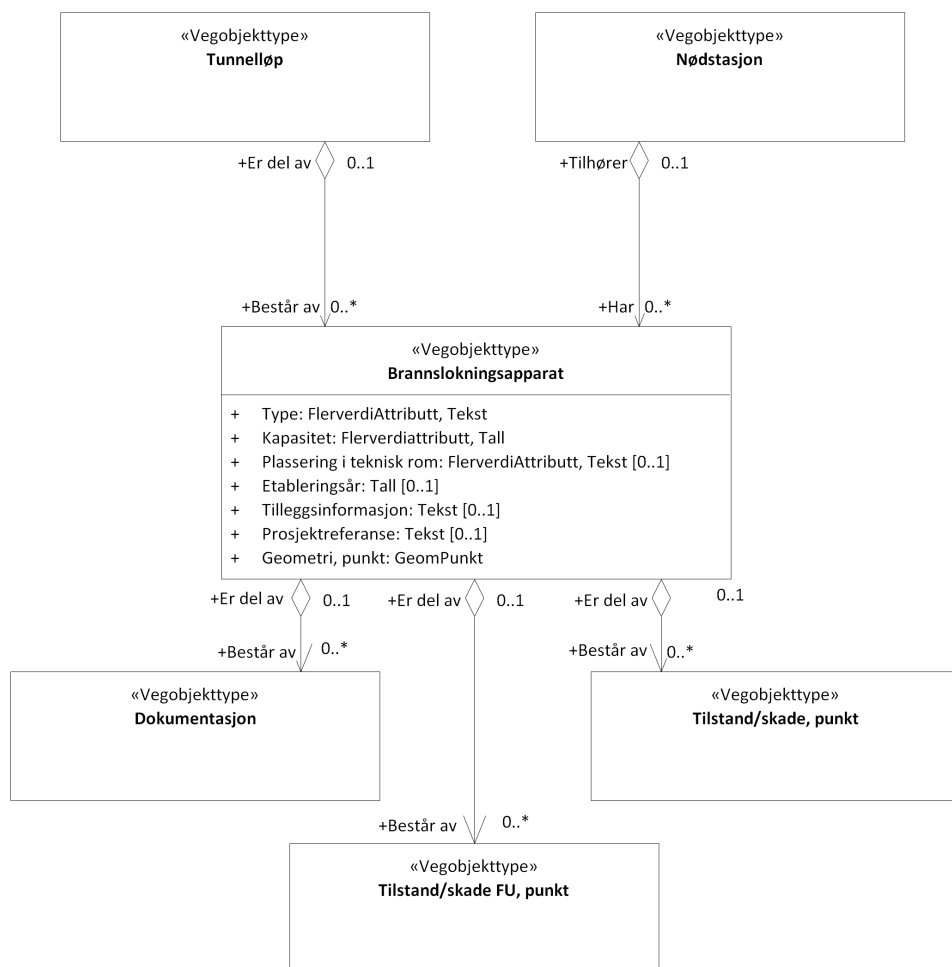 «Vegobjekttype»
Tunnelløp
«Vegobjekttype»
Nødstasjon
+Er del av 0..1
+Tilhører 0..1
+Består av 0..*
+Har 0..*
«Vegobjekttype»
Brannslokningsapparat
+ Type: FlerverdiAttributt, Tekst
+ Kapasitet: Flerverdiattributt, Tall
+ Plassering i teknisk rom: FlerverdiAttributt, Tekst [0..1]
+ Etableringsår: Tall [0..1]
+ Tilleggsinformasjon: Tekst [0..1]
+ Prosjektreferanse: Tekst [0..1]
+ Geometri, punkt: GeomPunkt
+Er del av 0..1
+Er del av 0..1
+Er del av 0..1
+Består av 0..*
+Består av 0..*
«Vegobjekttype»
Dokumentasjon
«Vegobjekttype»
Tilstand/skade, punkt
+Består av 0..*
«Vegobjekttype»
Tilstand/skade FU, punkt